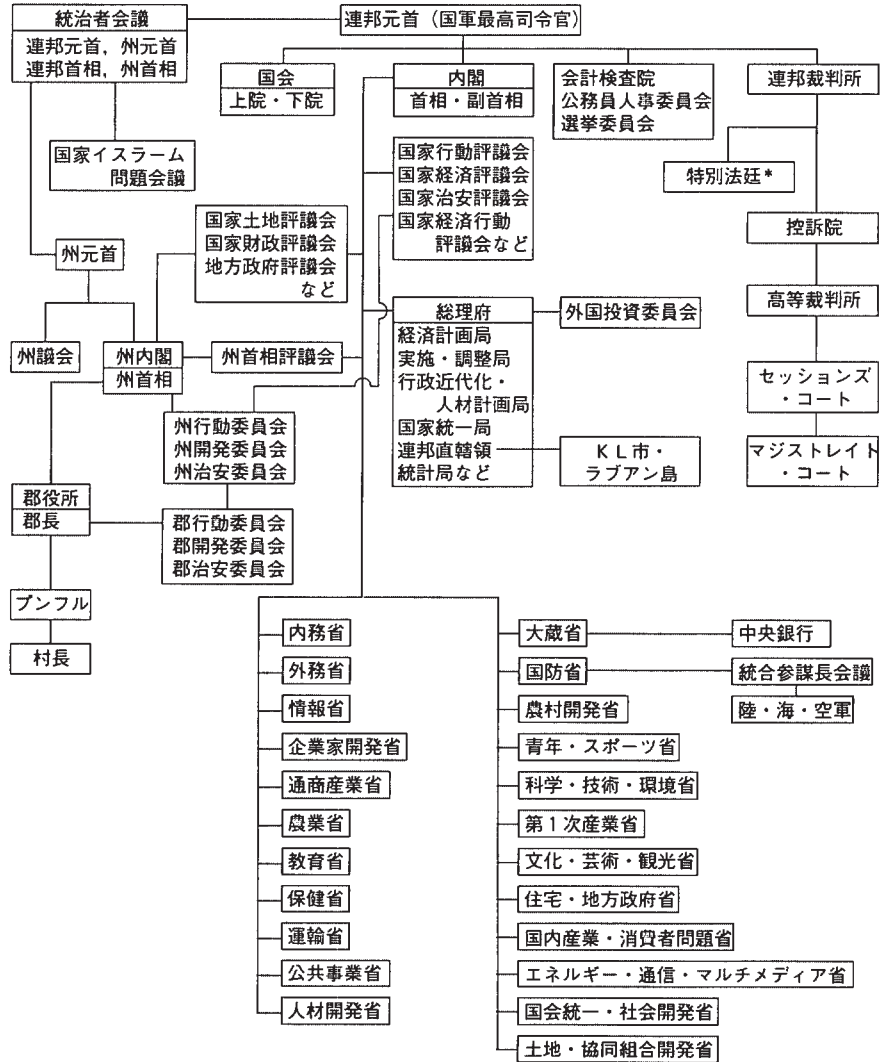 統治者会議
連邦元首，州元首
連邦首相，州首相
連邦元首（国軍最高司令官）
国会
上院・下院
内閣
首相・副首相
会計検査院
公務員人事委員会
選挙委員会
連邦裁判所
国家イスラーム
問題会議
国家行動評議会
国家経済評議会
国家治安評議会
国家経済行動
評議会など
特別法廷*
国家土地評議会
国家財政評議会
地方政府評議会
など
控訴院
州元首
高等裁判所
総理府
経済計画局
実施・調整局
行政近代化・
人材計画局
国家統一局
連邦直轄領
統計局など
外国投資委員会
州議会
州内閣
州首相
州首相評議会
セッションズ
・コート
州行動委員会
州開発委員会
州治安委員会
ＫＬ市・
ラブアン島
マジストレイト
・コート
郡役所
郡長
郡行動委員会
郡開発委員会
郡治安委員会
プンフル
村長
内務省
外務省
情報省
企業家開発省
通商産業省
農業省
教育省
保健省
運輸省
公共事業省
人材開発省
大蔵省
中央銀行
国防省
統合参謀長会議
農村開発省
陸・海・空軍
青年・スポーツ省
科学・技術・環境省
第１次産業省
文化・芸術・観光省
住宅・地方政府省
国内産業・消費者問題省
エネルギー・通信・マルチメディア省
国会統一・社会開発省
土地・協同組合開発省